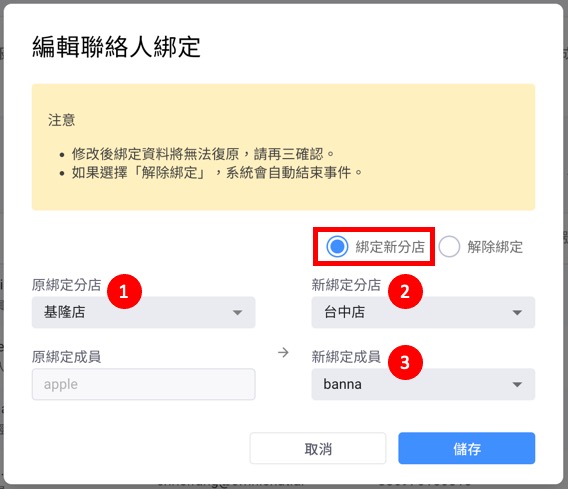 編輯聯絡人綁定
注意
• 修改後綁定資料將無法復原，請再三確認。
• 如果選擇「解除綁定」，系統會自動結束事件。
綁定新分店 解除綁定
原綁定分店 1 新綁定分店 2
基隆店 台中店
原綁定成員 → 新綁定成員 3
apple banna
取消 儲存